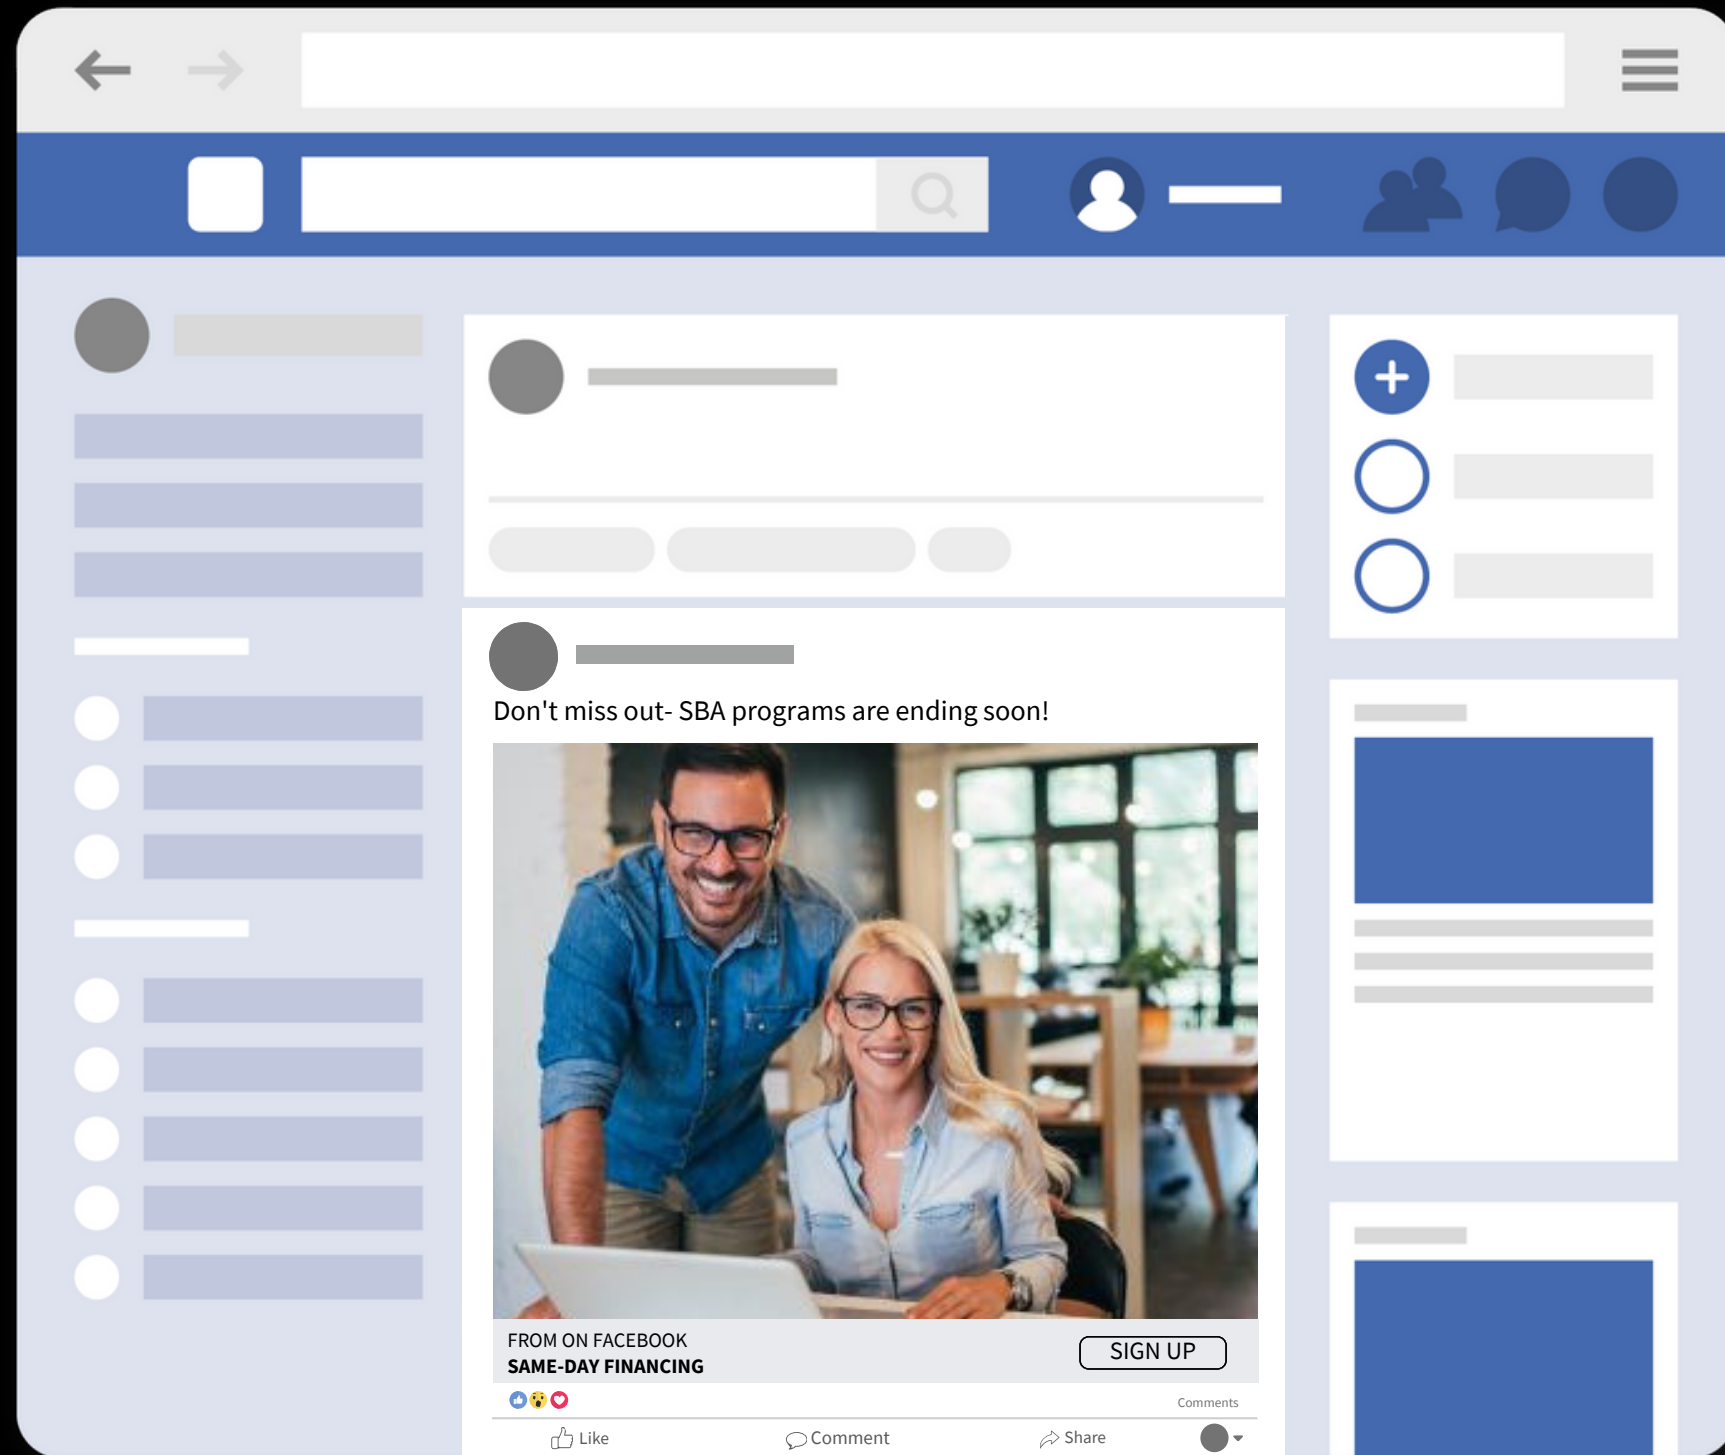 Don't miss out- SBA programs are ending soon!
FROM ON FACEBOOK
SAME-DAY FINANCING
SIGN UP
Comments
Like
Comment
Share